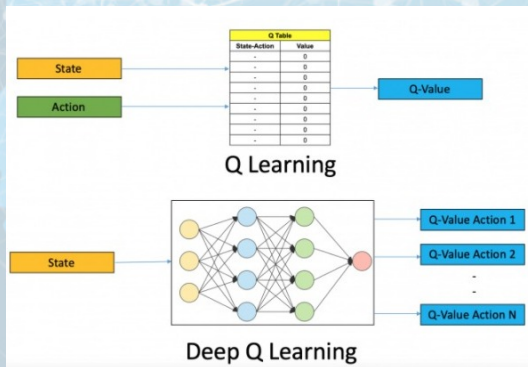 Q Table
State-Action Value
- 0
- 0
- 0
- 0
- 0
- 0
- 0
- 0
- 0
State
Action
Q-Value
Q Learning
State
Q-Value Action 1
Q-Value Action 2
-
-
Q-Value Action N
Deep Q Learning